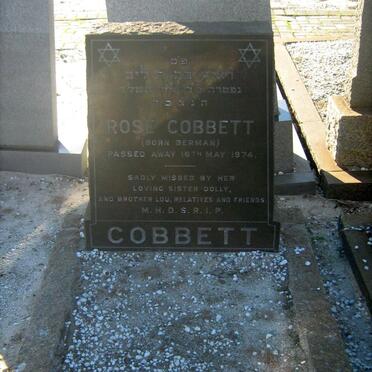 פ"נ
ROSE COBBETT
(BORN BERMAN)
PASSED AWAY 16TH MAY 1974.
SADLY MISSED BY HER
LOVING SISTER DOLLY,
AND BROTHER LOU, RELATIVES AND FRIENDS.
M.H.D.S.R.I.P.
COBBETT